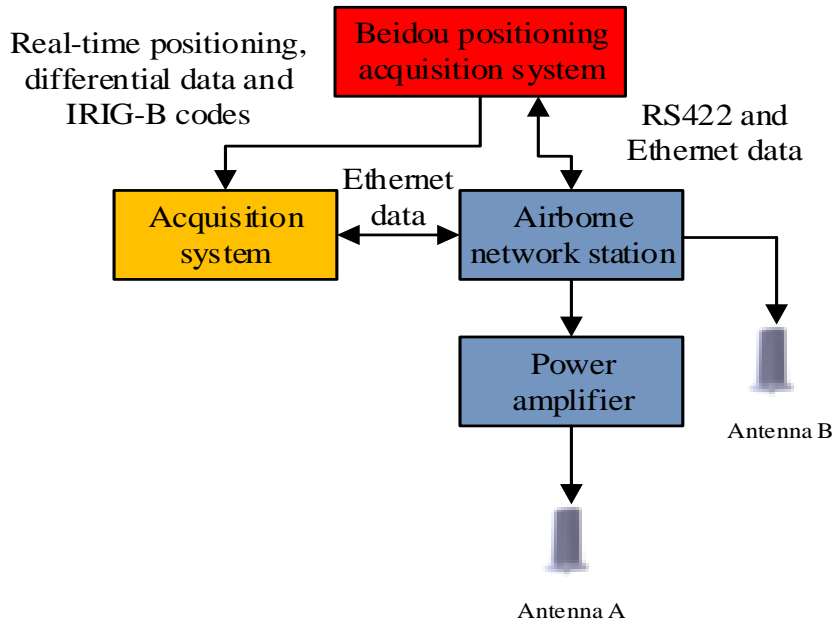 Real-time positioning,
differential data and
IRIG-B codes
Beidou positioning
acquisition system
RS422 and
Ethernet data
Ethernet
data
Acquisition
system
Airborne
network station
Power
amplifier
Antenna B
Antenna A